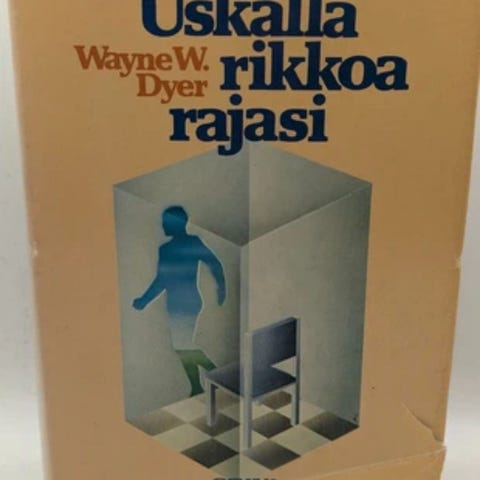 Uskalla
Wayne W.
Dyer
rikkoa
rajasi